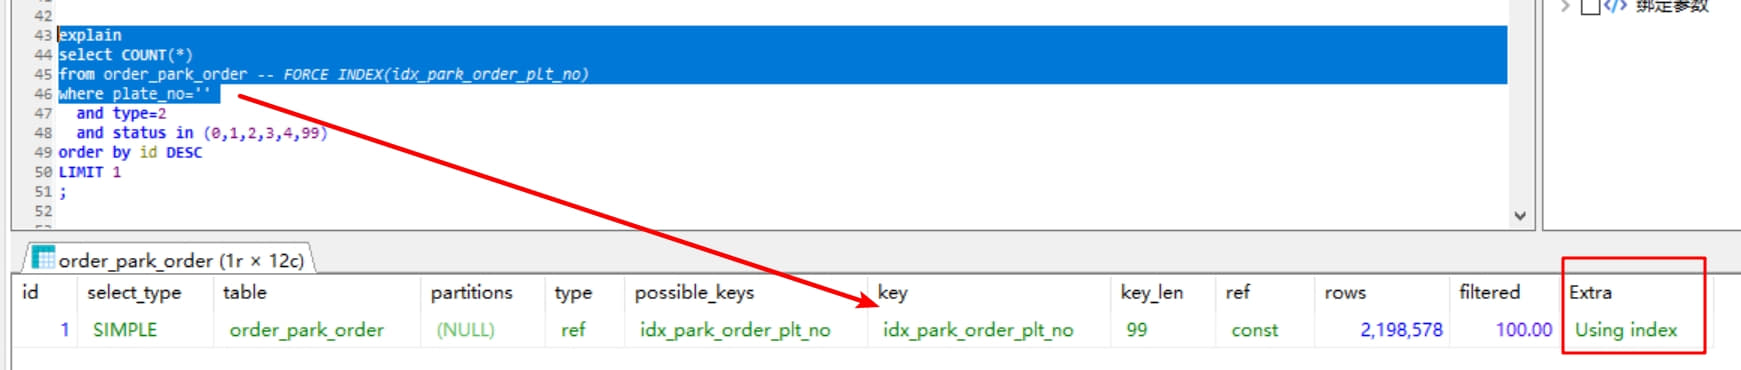 绑定参数
42
43 explain
44 select COUNT(*)
45 from order_park_order -- FORCE INDEX(idx_park_order_plt_no)
46 where plate_no=''
47 and type=2
48 and status in (0,1,2,3,4,99)
49 order by id DESC
50 LIMIT 1
51 ;
52
order_park_order (1r × 12c)
id select_type table partitions type possible_keys key key_len ref rows filtered Extra
1 SIMPLE order_park_order (NULL) ref idx_park_order_plt_no idx_park_order_plt_no 99 const 2,198,578 100.00 Using index